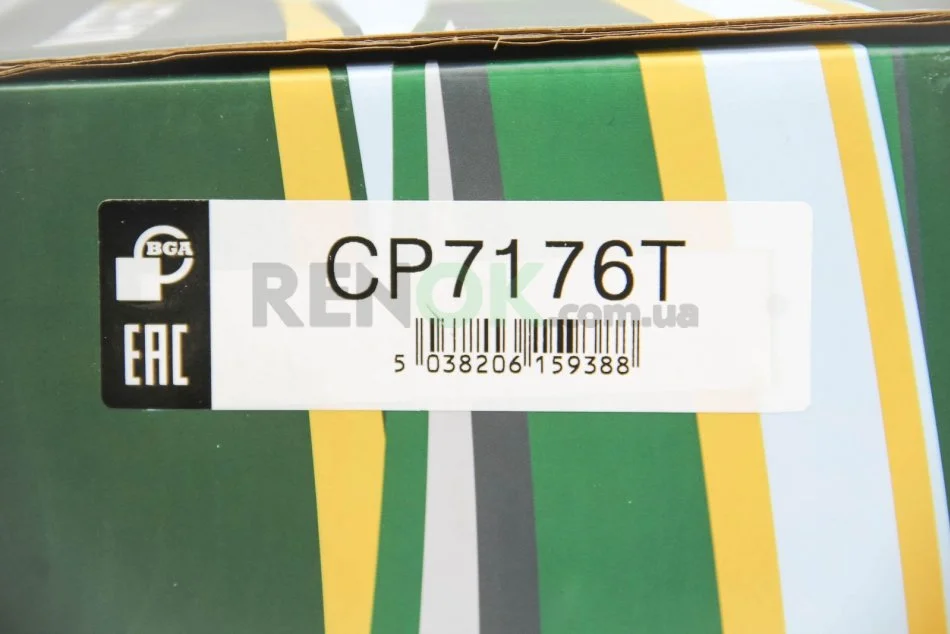 BGA
EAC
CP7176T
RENOK.com.ua
5 038206 159388